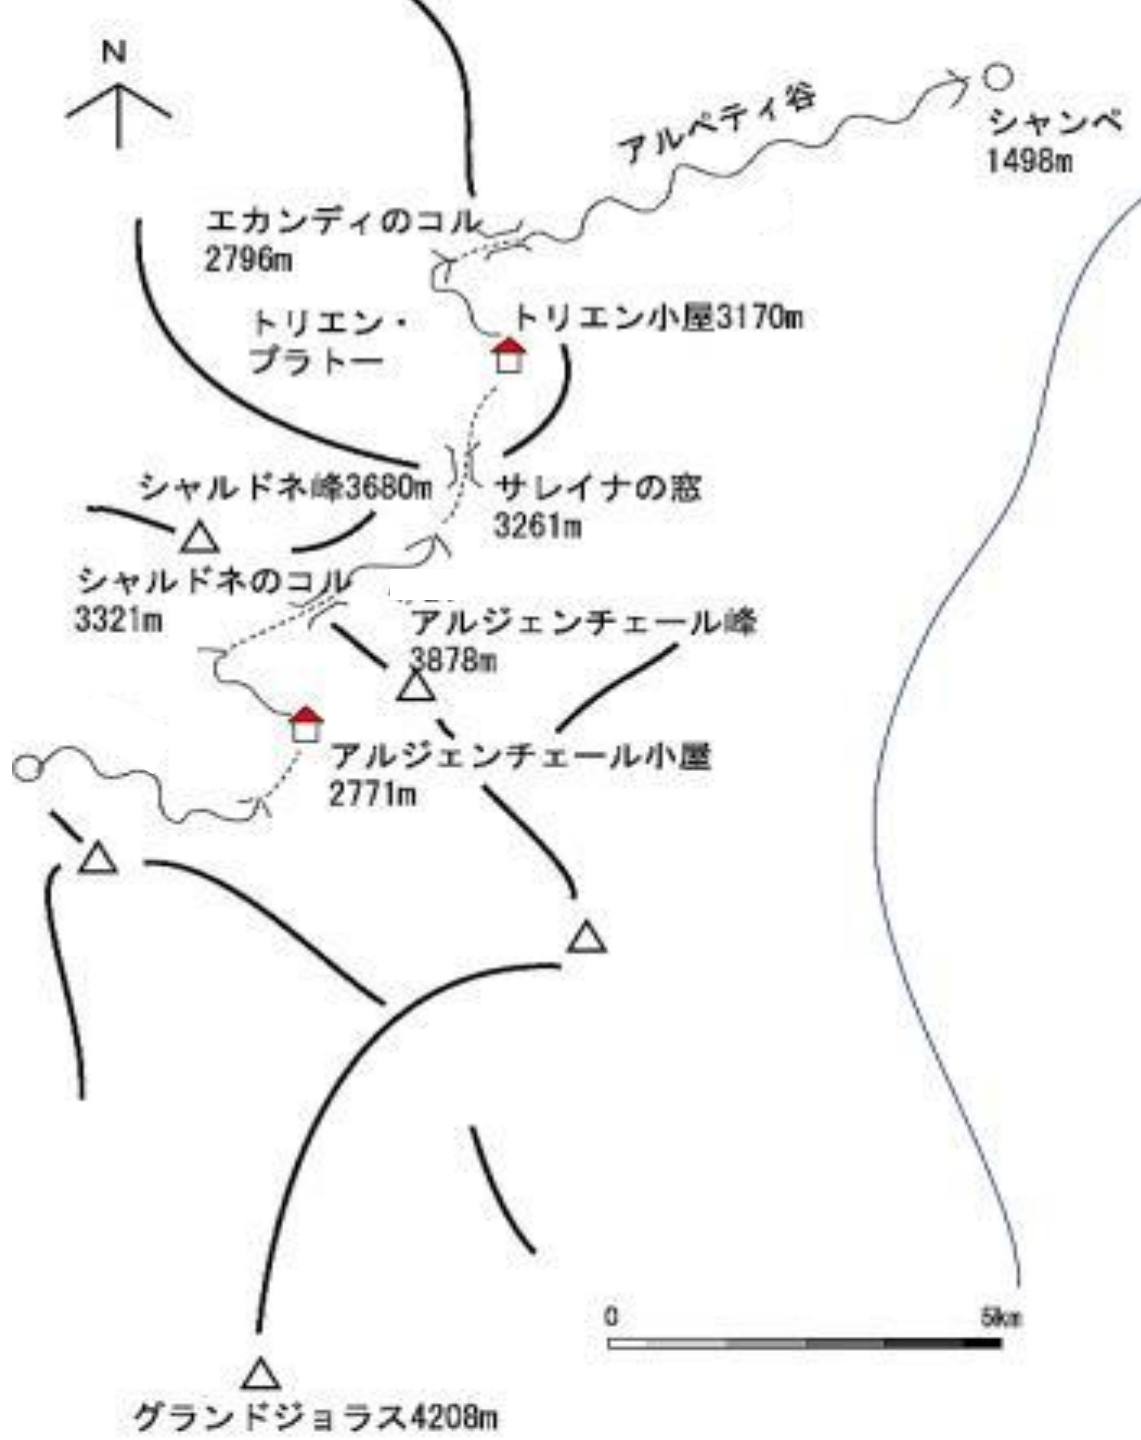 N
アルペティ谷
シャンペ
1498m
エカンディのコル
2796m
トリエン・
プラトー
トリエン小屋3170m
シャルドネ峰3680m
サレイナの窓
3261m
シャルドネのコル
3321m
アルジェンチェール峰
3878m
アルジェンチェール小屋
2771m
0
5km
グランドジョラス4208m